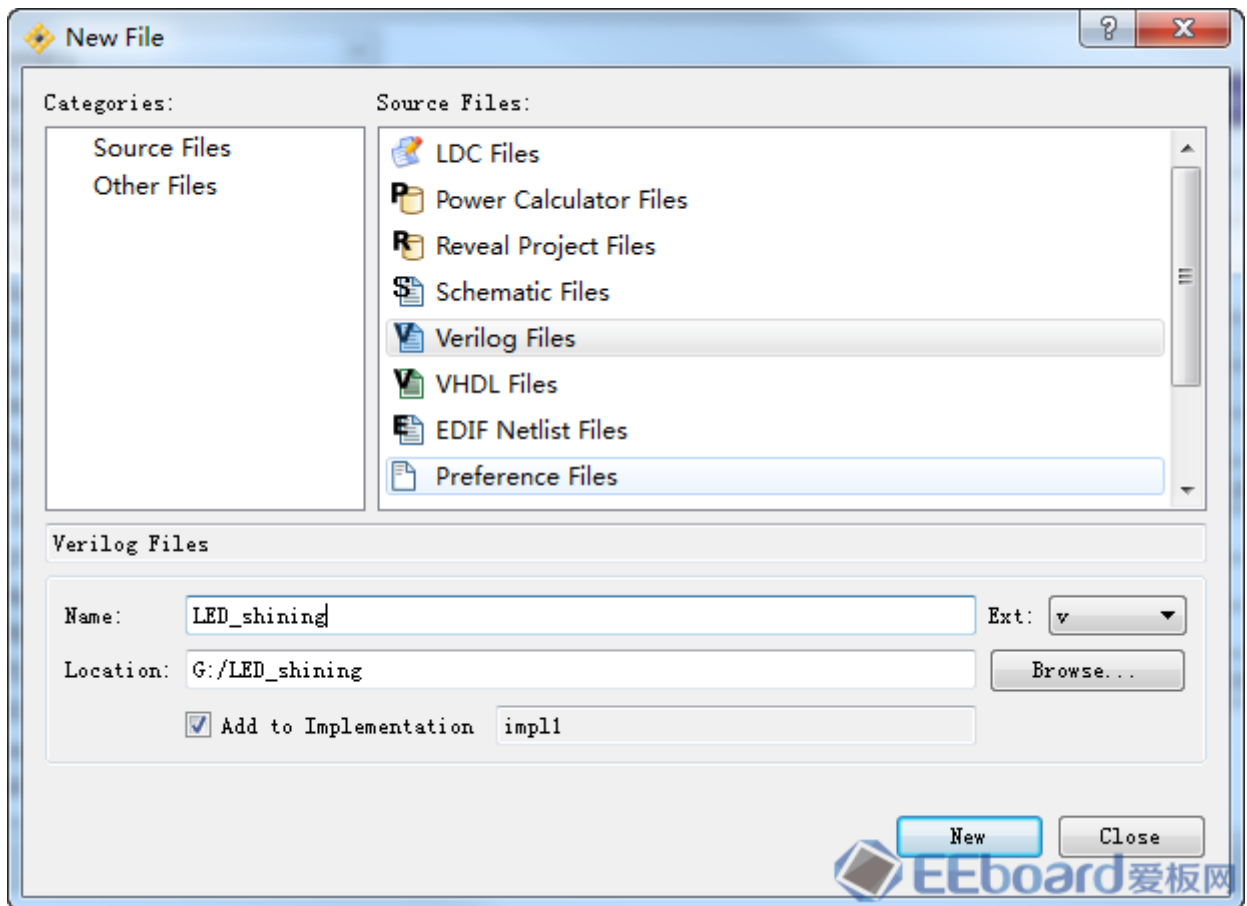 New File
Categories:
Source Files:
Source Files
Other Files
LDC Files
Power Calculator Files
Reveal Project Files
Schematic Files
Verilog Files
VHDL Files
EDIF Netlist Files
Preference Files
Verilog Files
Name: LED_shining Ext: v
Location: G:/LED_shining Browse...
Add to Implementation impl1
New Close
EEboard爱板网